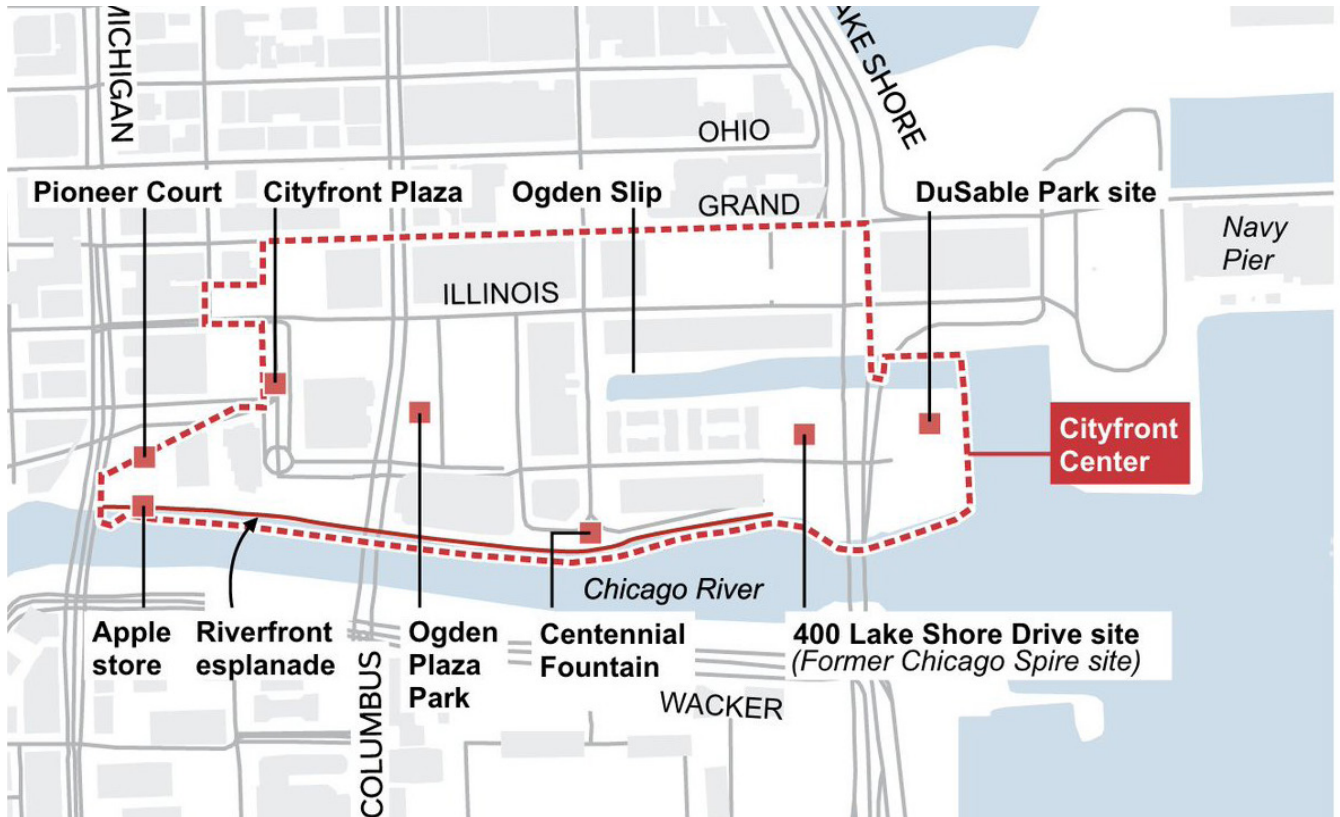 MICHIGAN
AKE SHORE
OHIO
Pioneer Court
Cityfront Plaza
Ogden Slip
GRAND
DuSable Park site
Navy
Pier
ILLINOIS
Cityfront
Center
Chicago River
Apple
store
Riverfront
esplanade
Ogden
Plaza
Park
Centennial
Fountain
400 Lake Shore Drive site
(Former Chicago Spire site)
COLUMBUS
WACKER